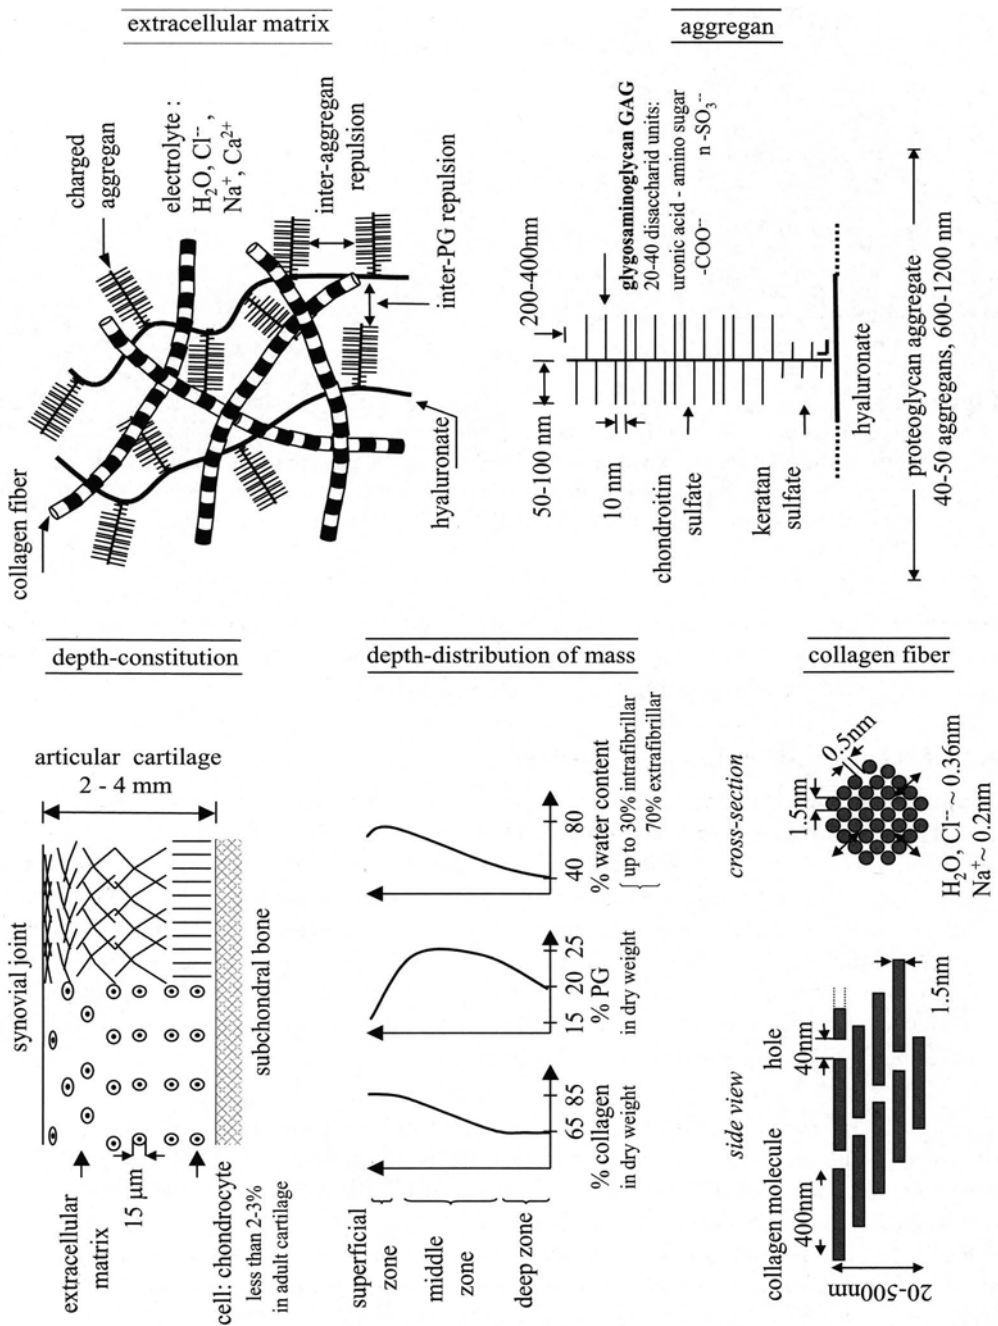 depth-constitution
synovial joint
articular cartilage
2 - 4 mm
extracellular
matrix
15 μm
cell: chondrocyte
less than 2-3%
in adult cartilage
subchondral bone
extracellular matrix
collagen fiber
charged
aggregan
electrolyte :
H₂O, Cl⁻⁻
Na⁺, Ca²⁺
inter-aggregan
repulsion
inter-PG repulsion
hyaluronate
depth-distribution of mass
superficial
zone
middle
zone
deep zone
65 85
% collagen
in dry weight
15 20 25
% PG
in dry weight
40 80
% water content
up to 30% intrafibrillar
70% extrafibrillar
aggregan
50-100 nm
200-400nm
10 nm
glygosaminoglycan GAG
20-40 disaccharid units:
uronic acid - amino sugar
-COO⁻⁻ n -SO₃⁻⁻
chondroitin
sulfate
keratan
sulfate
hyaluronate
proteoglycan aggregate
40-50 aggregans, 600-1200 nm
collagen fiber
side view
collagen molecule
hole
400nm
40nm
20-500nm
1.5nm
cross-section
1.5nm
0.5nm
H₂O, Cl⁻⁻~ 0.36nm
Na⁺~ 0.2nm